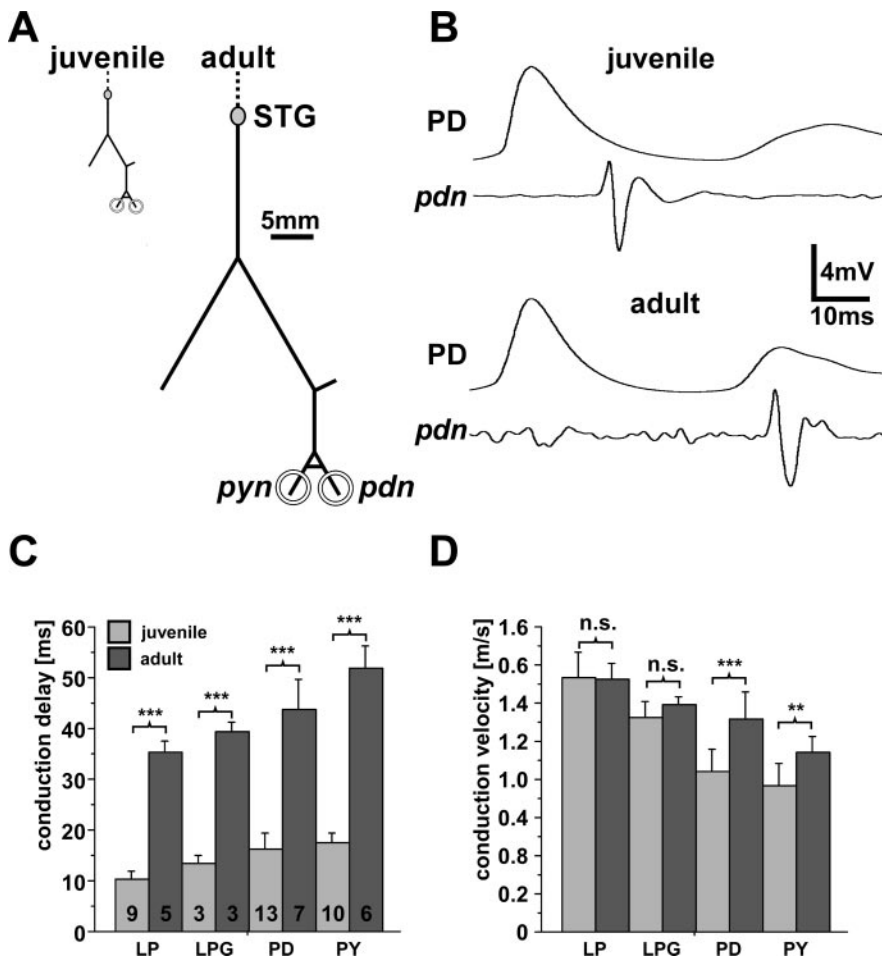 A
juvenile
adult
STG
5mm
pyn
pdn
B
juvenile
PD
pdn
4mV
10ms
adult
PD
pdn
C
conduction delay [ms]
60
50
40
30
20
10
juvenile
adult
***
***
***
***
9 5 3 3 13 7 10 6
LP LPG PD PY
D
conduction velocity [m/s]
1.6
0.6
1.4
1.2
1.0
0.4
0.8
0.2
0
n.s.
n.s.
***
**
LP LPG PD PY